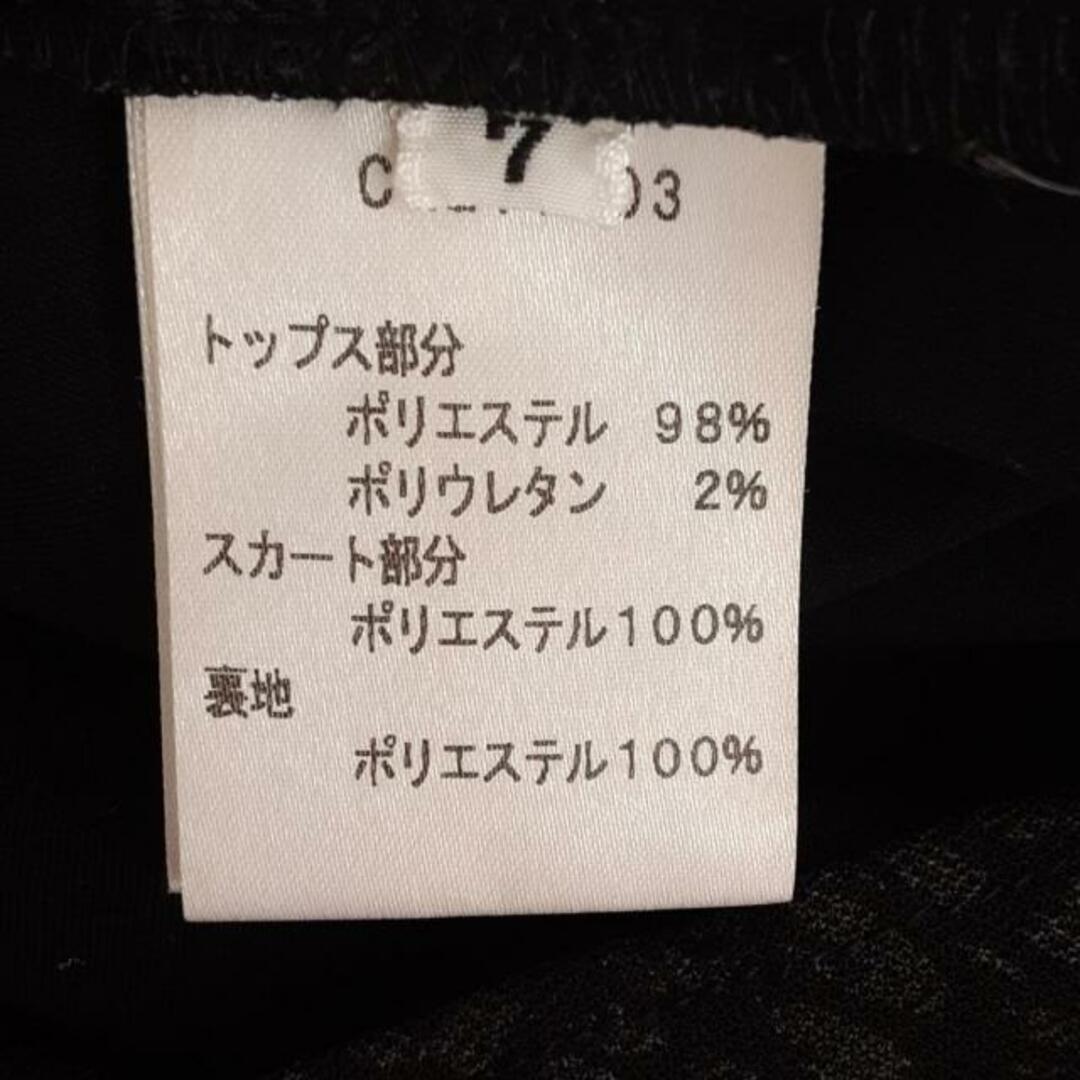 7
トップス部分
ポリエステル 98%
ポリウレタン 2%
スカート部分
ポリエステル100%
裏地
ポリエステル100%